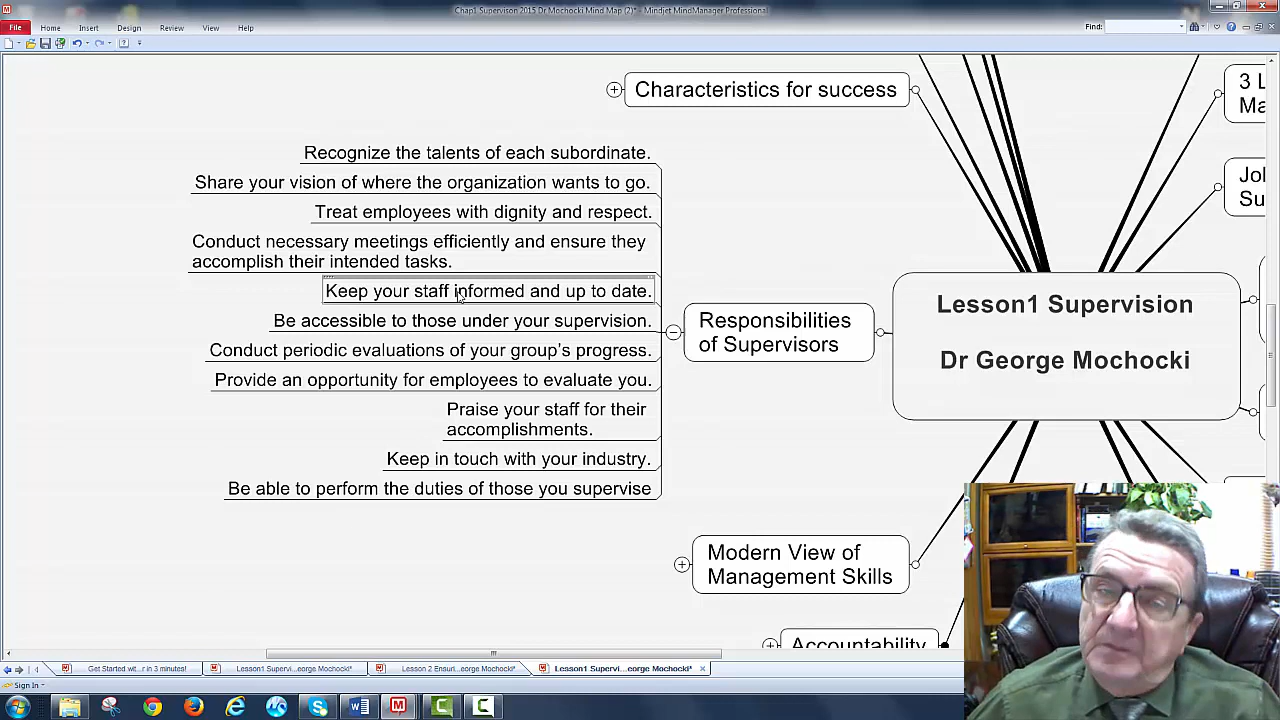 Chap1 Supervison 2015 Dr Mochocki Mind Map (2)* - Mindjet MindManager Professional
File Home Insert Design Review View Help
Find:
Characteristics for success
Recognize the talents of each subordinate.
Share your vision of where the organization wants to go.
Treat employees with dignity and respect.
Conduct necessary meetings efficiently and ensure they
accomplish their intended tasks.
Keep your staff informed and up to date.
Be accessible to those under your supervision.
Conduct periodic evaluations of your group's progress.
Provide an opportunity for employees to evaluate you.
Praise your staff for their
accomplishments.
Keep in touch with your industry.
Be able to perform the duties of those you supervise
Responsibilities
of Supervisors
Lesson1 Supervision
Dr George Mochocki
3 L
Ma
Jo
Su
Modern View of
Management Skills
Accountability
Get Started wit...r in 3 minutes!
Lesson1 Supervi...eorge Mochocki*
Lesson 2 Ensuri...eorge Mochocki*
Lesson1 Supervi...eorge Mochocki*
Sign In